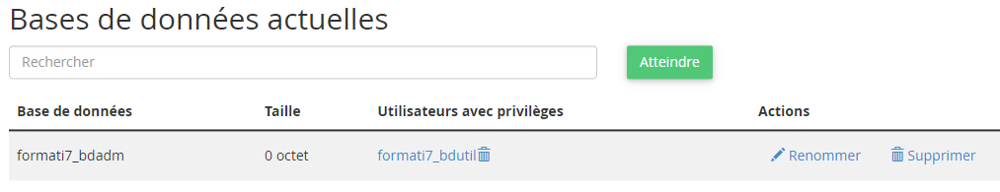 Bases de données actuelles
Rechercher
Atteindre
Base de données Taille Utilisateurs avec privilèges Actions
formati7_bdadm 0 octet formati7_bdutil Renommer Supprimer